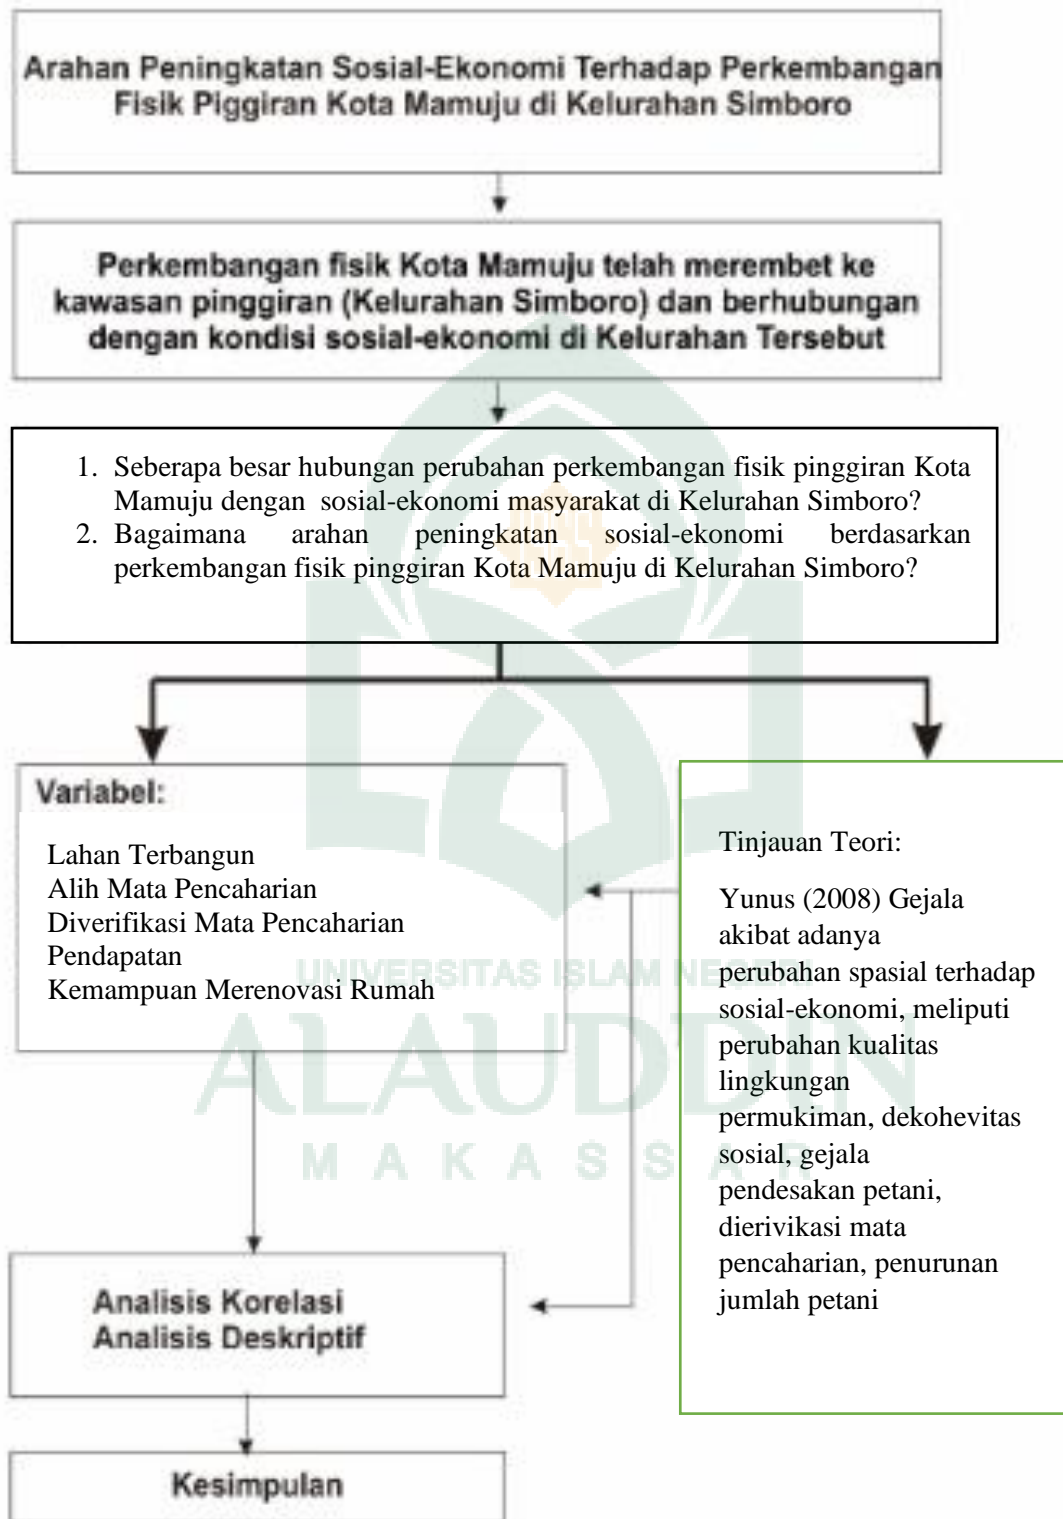 Arahan Peningkatan Sosial-Ekonomi Terhadap Perkembangan
Fisik Piggiran Kota Mamuju di Kelurahan Simboro
Perkembangan fisik Kota Mamuju telah merembet ke
kawasan pinggiran (Kelurahan Simboro) dan berhubungan
dengan kondisi sosial-ekonomi di Kelurahan Tersebut
1. Seberapa besar hubungan perubahan perkembangan fisik pinggiran Kota
Mamuju dengan sosial-ekonomi masyarakat di Kelurahan Simboro?
2. Bagaimana arahan peningkatan sosial-ekonomi berdasarkan
perkembangan fisik pinggiran Kota Mamuju di Kelurahan Simboro?
Variabel:
Lahan Terbangun
Alih Mata Pencaharian
Diverifikasi Mata Pencaharian
Pendapatan
Kemampuan Merenovasi Rumah
Tinjauan Teori:
Yunus (2008) Gejala
akibat adanya
perubahan spasial terhadap
sosial-ekonomi, meliputi
perubahan kualitas
lingkungan
permukiman, dekohevitas
sosial, gejala
pendesakan petani,
dierivikasi mata
pencaharian, penurunan
jumlah petani
UNIVERSITAS ISLAM NEGERI
ALAUDDIN
MAKASSAR
Analisis Korelasi
Analisis Deskriptif
Kesimpulan